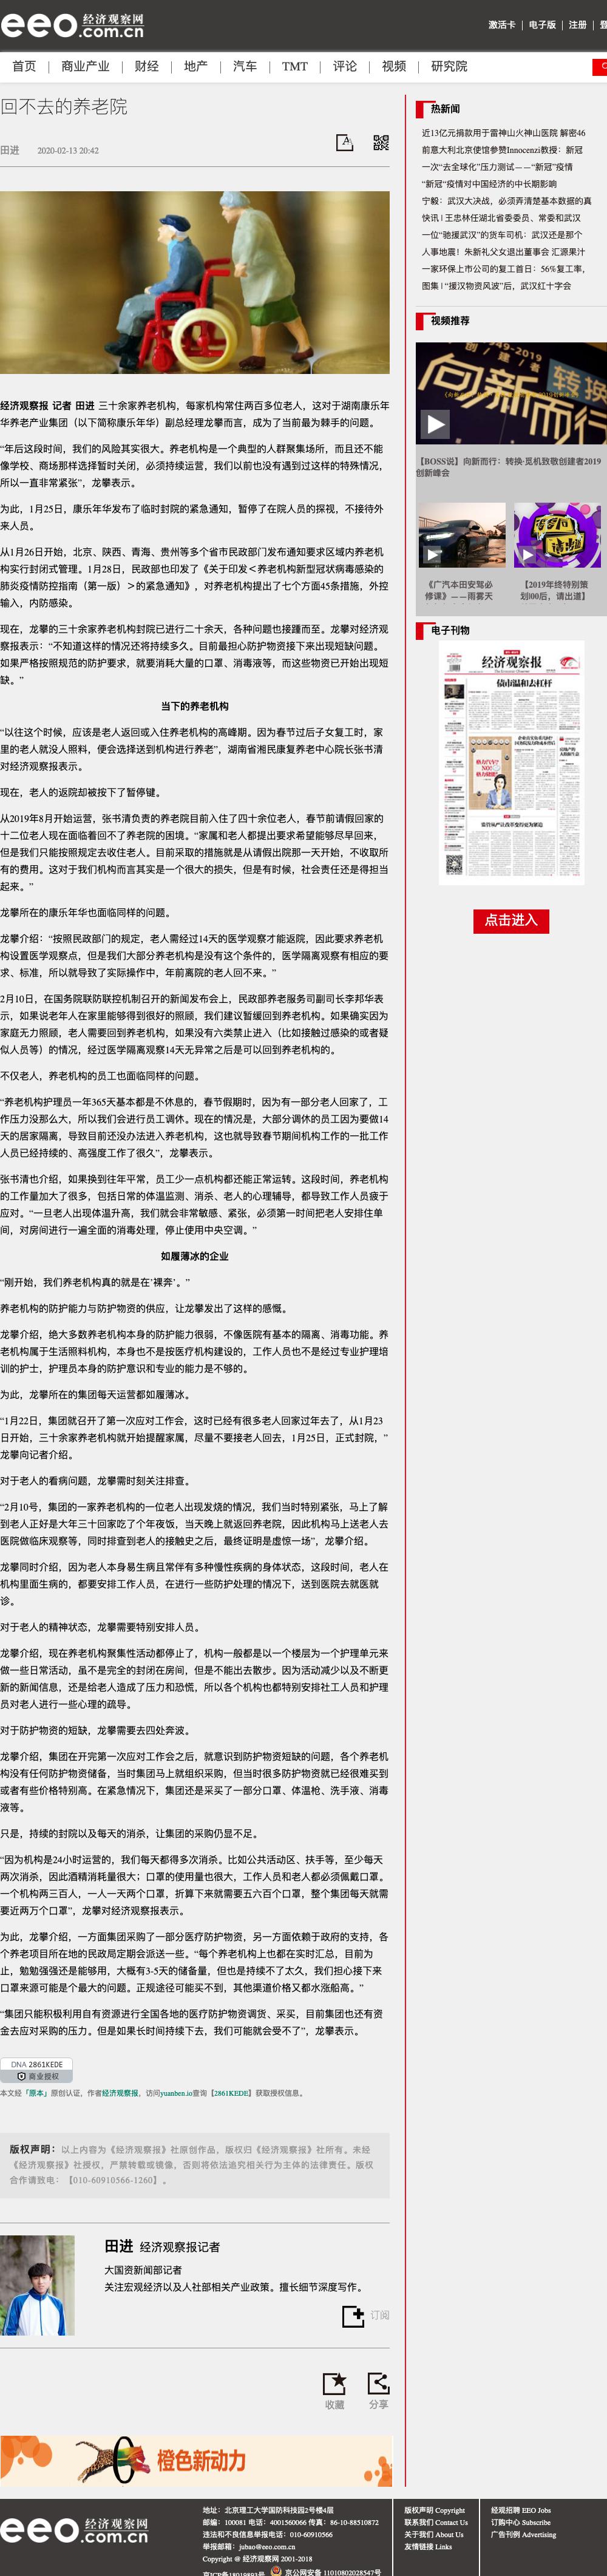 eeo 经济观察网
.com.cn
激活卡 | 电子版 | 注册 |
首页 | 商业产业 | 财经 | 地产 | 汽车 | TMT | 评论 | 视频 | 研究院
回不去的养老院
田进 2020-02-13 20:42
经济观察报 记者 田进 三十余家养老机构，每家机构常住两百多位老人，这对于湖南康乐年
华养老产业集团（以下简称康乐年华）副总经理龙攀而言，成为了当前最为棘手的问题。
“年后这段时间，我们的风险其实很大。养老机构是一个典型的人群聚集场所，而且还不能
像学校、商场那样选择暂时关闭，必须持续运营，我们以前也没有遇到过这样的特殊情况，
所以一直非常紧张”，龙攀表示。
为此，1月25日，康乐年华发布了临时封院的紧急通知，暂停了在院人员的探视，不接待外
来人员。
从1月26日开始，北京、陕西、青海、贵州等多个省市民政部门发布通知要求区域内养老机
构实行封闭式管理。1月28日，民政部也印发了《关于印发＜养老机构新型冠状病毒感染的
肺炎疫情防控指南（第一版）＞的紧急通知》，对养老机构提出了七个方面45条措施，外控
输入，内防感染。
现在，龙攀的三十余家养老机构封院已进行二十余天，各种问题也接踵而至。龙攀对经济观
察报表示：“不知道这样的情况还将持续多久。目前最担心防护物资接下来出现短缺问题。
如果严格按照规范的防护要求，就要消耗大量的口罩、消毒液等，而这些物资已开始出现短
缺。”
当下的养老机构
“以往这个时候，应该是老人返回或入住养老机构的高峰期。因为春节过后子女复工时，家
里的老人就没人照料，便会选择送到机构进行养老”，湖南省湘民康复养老中心院长张书清
对经济观察报表示。
现在，老人的返院却被按下了暂停键。
从2019年8月开始运营，张书清负责的养老院目前入住了四十余位老人，春节前请假回家的
十二位老人现在面临着回不了养老院的困境。“家属和老人都提出要求希望能够尽早回来，
但是我们只能按照规定去收住老人。目前采取的措施就是从请假出院那一天开始，不收取所
有的费用。这对于我们机构而言其实是一个很大的损失，但是有时候，社会责任还是得担当
起来。”
龙攀所在的康乐年华也面临同样的问题。
龙攀介绍：“按照民政部门的规定，老人需经过14天的医学观察才能返院，因此要求养老机
构设置医学观察点，但是我们大部分养老机构是没有这个条件的，医学隔离观察有相应的要
求、标准，所以就导致了实际操作中，年前离院的老人回不来。”
2月10日，在国务院联防联控机制召开的新闻发布会上，民政部养老服务司副司长李邦华表
示，如果说老年人在家里能够得到很好的照顾，我们建议暂缓回到养老机构。如果确实因为
家庭无力照顾，老人需要回到养老机构，如果没有六类禁止进入（比如接触过感染的或者疑
似人员等）的情况，经过医学隔离观察14天无异常之后是可以回到养老机构的。
不仅老人，养老机构的员工也面临同样的问题。
“养老机构护理员一年365天基本都是不休息的，春节假期时，因为有一部分老人回家了，工
作压力没那么大，所以我们会进行员工调休。现在的情况是，大部分调休的员工因为要做14
天的居家隔离，导致目前还没办法进入养老机构，这也就导致春节期间机构工作的一批工作
人员已经持续的、高强度工作了很久”，龙攀表示。
张书清也介绍，如果换到往年平常，员工少一点机构都还能正常运转。这段时间，养老机构
的工作量加大了很多，包括日常的体温监测、消杀、老人的心理辅导，都导致工作人员疲于
应对。“一旦老人出现体温升高，我们就会非常敏感、紧张，必须第一时间把老人安排住单
间，对房间进行一遍全面的消毒处理，停止使用中央空调。”
如履薄冰的企业
“刚开始，我们养老机构真的就是在‘裸奔’。”
养老机构的防护能力与防护物资的供应，让龙攀发出了这样的感慨。
龙攀介绍，绝大多数养老机构本身的防护能力很弱，不像医院有基本的隔离、消毒功能。养
老机构属于生活照料机构，本身也不是按医疗机构建设的，工作人员也不是经过专业护理培
训的护士，护理员本身的防护意识和专业的能力是不够的。
为此，龙攀所在的集团每天运营都如履薄冰。
“1月22日，集团就召开了第一次应对工作会，这时已经有很多老人回家过年去了，从1月23
日开始，三十余家养老机构就开始提醒家属，尽量不要接老人回去，1月25日，正式封院，”
龙攀向记者介绍。
对于老人的看病问题，龙攀需时刻关注排查。
“2月10号，集团的一家养老机构的一位老人出现发烧的情况，我们当时特别紧张，马上了解
到老人正好是大年三十回家吃了个年夜饭，当天晚上就返回养老院，因此机构马上送老人去
医院做临床观察等，同时排查到老人的接触史之后，最终证明是虚惊一场”，龙攀介绍。
龙攀同时介绍，因为老人本身易生病且常伴有多种慢性疾病的身体状态，这段时间，老人在
机构里面生病的，都要安排工作人员，在进行一些防护处理的情况下，送到医院去就医就
诊。
对于老人的精神状态，龙攀需要特别安排人员。
龙攀介绍，现在养老机构聚集性活动都停止了，机构一般都是以一个楼层为一个护理单元来
做一些日常活动，虽不是完全的封闭在房间，但是不能出去散步。因为活动减少以及不断更
新的新闻信息，还是给老人造成了压力和恐慌，所以各个机构也都特别安排社工人员和护理
员对老人进行一些心理的疏导。
对于防护物资的短缺，龙攀需要去四处奔波。
龙攀介绍，集团在开完第一次应对工作会之后，就意识到防护物资短缺的问题，各个养老机
构没有任何防护物资储备，当时集团马上就组织采购，但当时很多防护物资就已经很难买到
或者有些价格特别高。在紧急情况下，集团还是采买了一部分口罩、体温枪、洗手液、消毒
液等。
只是，持续的封院以及每天的消杀，让集团的采购仍显不足。
“因为机构是24小时运营的，我们每天都得多次消杀。比如公共活动区、扶手等，至少每天
两次消杀，因此酒精消耗量很大；口罩的使用量也很大，工作人员和老人都必须佩戴口罩。
一个机构两三百人，一人一天两个口罩，折算下来就需要五六百个口罩，整个集团每天就需
要近两万个口罩”，龙攀对经济观察报表示。
为此，龙攀介绍，一方面集团采购了一部分医疗防护物资，另一方面依赖于政府的支持，各
个养老项目所在地的民政局定期会派送一些。“每个养老机构上也都在实时汇总，目前为
止，勉勉强强还是能够用，大概有3-5天的储备量，但也是持续不了太久，我们担心接下来
口罩来源可能是个最大的问题。正规途径可能买不到，其他渠道价格又都水涨船高。”
“集团只能积极利用自有资源进行全国各地的医疗防护物资调货、采买，目前集团也还有资
金去应对采购的压力。但是如果长时间持续下去，我们可能就会受不了”，龙攀表示。
DNA 2861KEDE
商业授权
本文经「原本」原创认证，作者经济观察报，访问yuanben.io查询【2861KEDE】获取授权信息。
版权声明：以上内容为《经济观察报》社原创作品，版权归《经济观察报》社所有。未经
《经济观察报》社授权，严禁转载或镜像，否则将依法追究相关行为主体的法律责任。版权
合作请致电：【010-60910566-1260】。
田进 经济观察报记者
大国资新闻部记者
关注宏观经济以及人社部相关产业政策。擅长细节深度写作。
订阅
收藏 分享
橙色新动力
热新闻
近13亿元捐款用于雷神山火神山医院 解密46
前意大利北京使馆参赞Innocenzi教授：新冠
一次“去全球化”压力测试——“新冠”疫情
“新冠”疫情对中国经济的中长期影响
宁毅：武汉大决战，必须弄清楚基本数据的真
快讯 | 王忠林任湖北省委委员、常委和武汉
一位“驰援武汉”的货车司机：武汉还是那个
人事地震！朱新礼父女退出董事会 汇源果汁
一家环保上市公司的复工首日：56%复工率，
图集 | “援汉物资风波”后，武汉红十字会
视频推荐
向新行 转换
【BOSS说】向新而行：转换·觅机致敬创建者2019
创新峰会
《广汽本田安驾必
修课》——雨雾天
【2019年终特别策
划|00后，请出道】
电子刊物
经济观察报
债市温和去杠杆
点击进入
eeo 经济观察网
.com.cn
地址：北京理工大学国防科技园2号楼4层
邮编：100081 电话：4001560066 传真：86-10-88510872
违法和不良信息举报电话：010-60910566
举报邮箱：jubao@eeo.com.cn
Copyright @ 经济观察网 2001-2018
京ICP备18019893号 京公网安备 11010802028547号
版权声明 Copyright
联系我们 Contact Us
关于我们 About Us
友情链接 Links
经观招聘 EEO Jobs
订购中心 Subscribe
广告刊例 Advertising